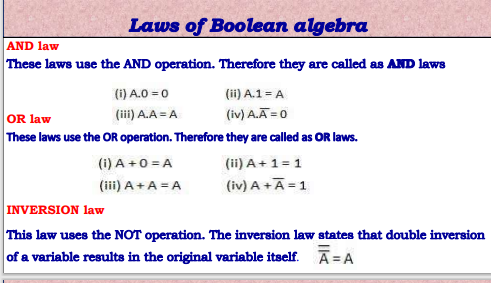 Laws of Boolean algebra
AND law
These laws use the AND operation. Therefore they are called as AND laws
(i) A.0 = 0 (ii) A.1 = A
(iii) A.A = A (iv) A.A̅ = 0
OR law
These laws use the OR operation. Therefore they are called as OR laws.
(i) A + 0 = A (ii) A + 1 = 1
(iii) A + A = A (iv) A + A̅ = 1
INVERSION law
This law uses the NOT operation. The inversion law states that double inversion
of a variable results in the original variable itself. A̿ = A